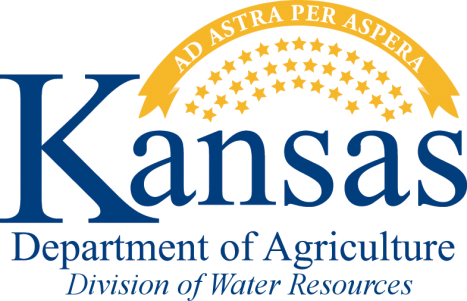 AD ASTRA PER ASPERA
Kansas
Department of Agriculture
Division of Water Resources